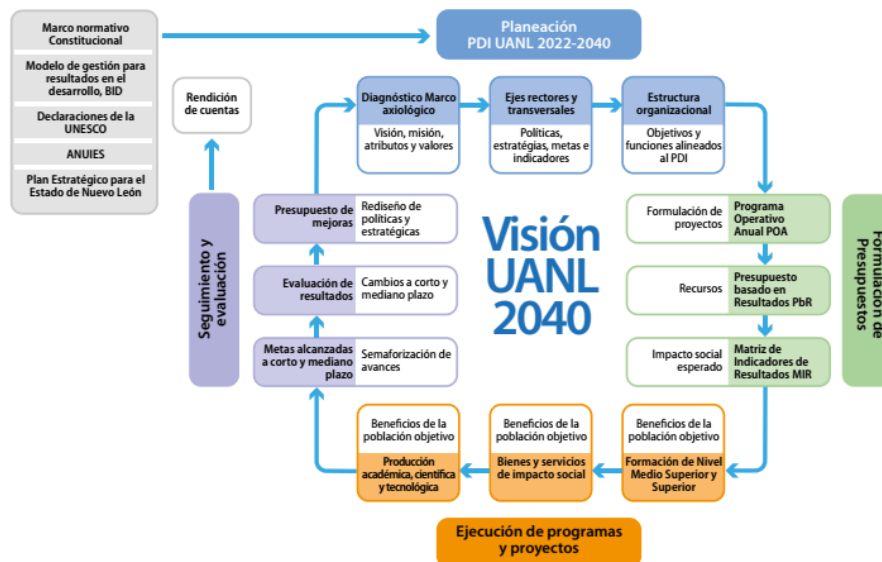 Marco normativo
Constitucional
Modelo de gestión para
resultados en el
desarrollo, BID
Declaraciones de la
UNESCO
ANUIES
Plan Estratégico para el
Estado de Nuevo León
Planeación
PDI UANL 2022-2040
Rendición
de cuentas
Diagnóstico Marco
axiológico
Visión, misión,
atributos y valores
Ejes rectores y
transversales
Políticas,
estratégias, metas e
indicadores
Estructura
organizacional
Objetivos y
funciones alineados
al PDI
Seguimiento y
evaluación
Presupuesto de
mejoras
Rediseño de
políticas y
estratégicas
Evaluación de
resultados
Cambios a corto y
mediano plazo
Metas alcanzadas
a corto y mediano
plazo
Semaforización de
avances
Visión
UANL
2040
Formulación de
proyectos
Programa
Operativo
Anual POA
Recursos
Presupuesto
basado en
Resultados PbR
Impacto social
esperado
Matriz de
Indicadores de
Resultados MIR
Formulación de
Presupuestos
Beneficios de la
población objetivo
Producción
académica, científica
y tecnológica
Beneficios de la
población objetivo
Bienes y servicios
de impacto social
Beneficios de la
población objetivo
Formación de Nivel
Medio Superior y
Superior
Ejecución de programas
y proyectos